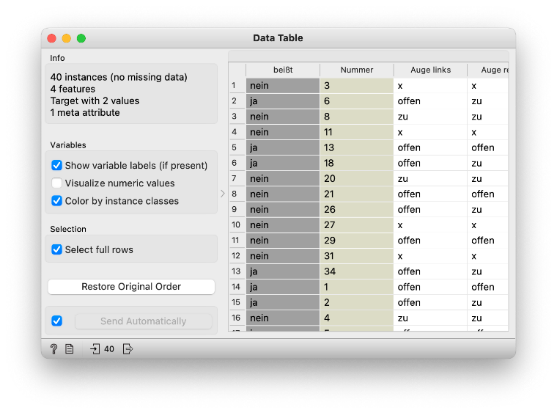 Data Table
Info
40 instances (no missing data)
4 features
Target with 2 values
1 meta attribute
Variables
Show variable labels (if present)
Visualize numeric values
Color by instance classes
Selection
Select full rows
Restore Original Order
Send Automatically
? 40
beißt Nummer Auge links Auge re
1 nein 3 x x
2 ja 6 offen zu
3 nein 8 zu zu
4 nein 11 x x
5 ja 13 offen offen
6 ja 18 offen zu
7 nein 20 zu zu
8 nein 21 offen offen
9 nein 26 offen zu
10 nein 27 x x
11 nein 29 offen offen
12 nein 31 x x
13 ja 34 offen zu
14 ja 1 offen offen
15 ja 2 offen zu
16 nein 4 zu zu